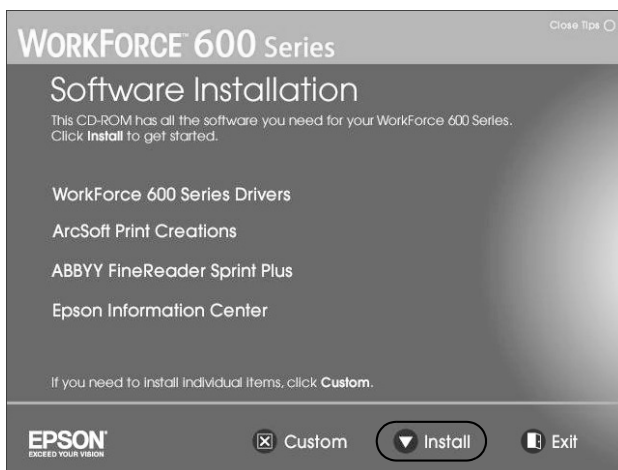 Close Tips
WORKFORCE™ 600 Series
Software Installation
This CD-ROM has all the software you need for your WorkForce 600 Series.
Click Install to get started.
WorkForce 600 Series Drivers
ArcSoft Print Creations
ABBYY FineReader Sprint Plus
Epson Information Center
If you need to install individual items, click Custom.
EPSON®
EXCEED YOUR VISION
Custom
Install
Exit